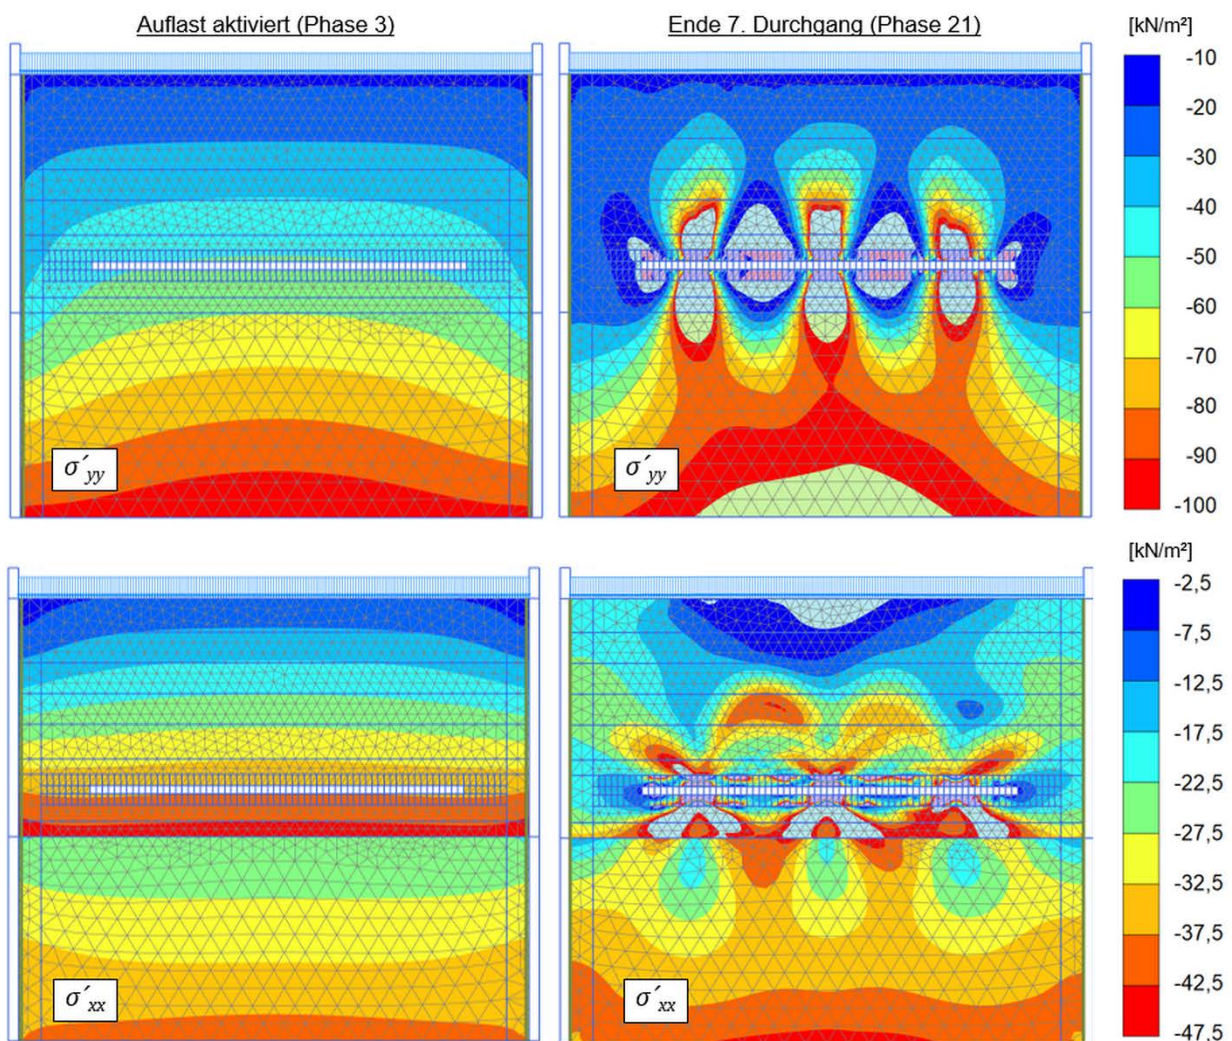 Auflast aktiviert (Phase 3)
Ende 7. Durchgang (Phase 21)
[kN/m²]
-10
-20
-30
-40
-50
-60
-70
-80
-90
-100
σ´yy
σ´yy
[kN/m²]
-2,5
-7,5
-12,5
-17,5
-22,5
-27,5
-32,5
-37,5
-42,5
-47,5
σ´xx
σ´xx